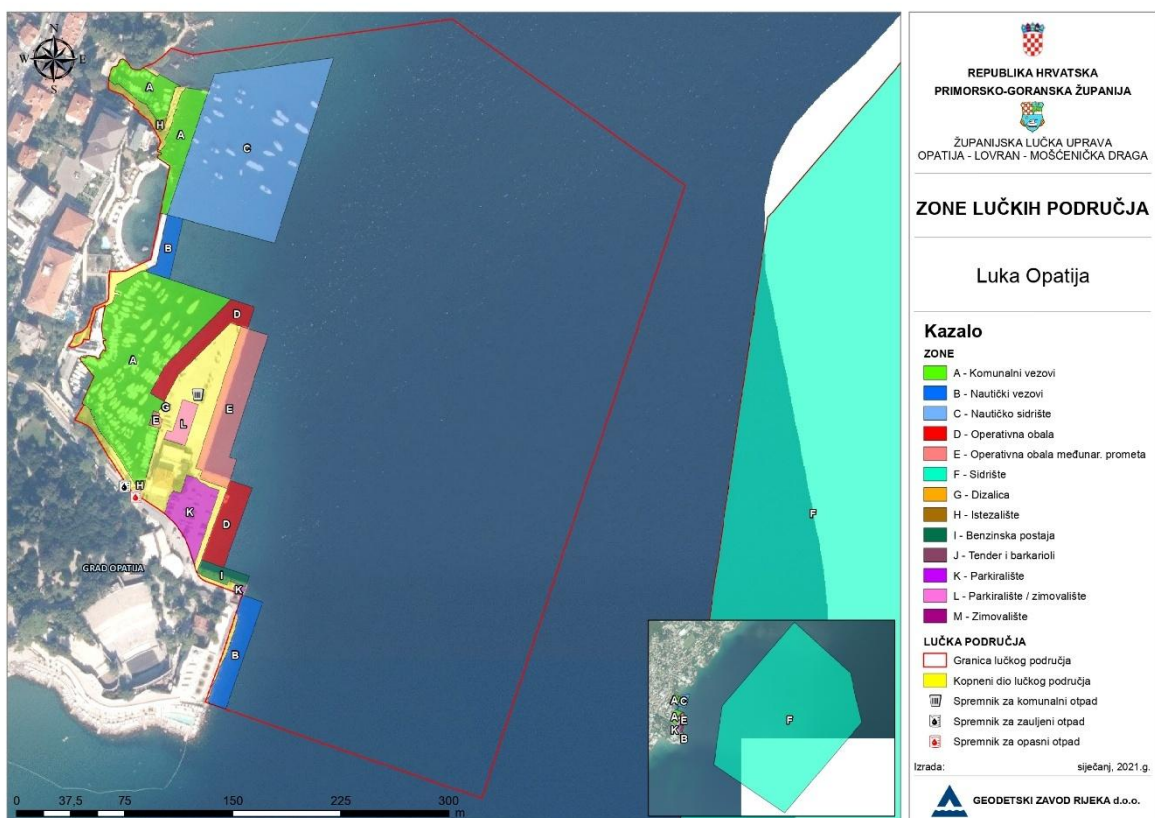 N
W E
S
A
H
A
C
B
D
A
G
E
L
E
H
K
D
GRAD OPATIJA
I
K
B
F
A C
A
E
K
B
F
0 37,5 75 150 225 300
m
REPUBLIKA HRVATSKA
PRIMORSKO-GORANSKA ŽUPANIJA
ŽUPANIJSKA LUČKA UPRAVA
OPATIJA - LOVRAN - MOŠĆENIČKA DRAGA
ZONE LUČKIH PODRUČJA
Luka Opatija
Kazalo
ZONE
A - Komunalni vezovi
B - Nautički vezovi
C - Nautičko sidrište
D - Operativna obala
E - Operativna obala međunar. prometa
F - Sidrište
G - Dizalica
H - Istezalište
I - Benzinska postaja
J - Tender i barkarioli
K - Parkiralište
L - Parkiralište / zimovalište
M - Zimovalište
LUČKA PODRUČJA
Granica lučkog područja
Kopneni dio lučkog područja
Spremnik za komunalni otpad
Spremnik za zauljeni otpad
Spremnik za opasni otpad
Izrada: siječanj, 2021.g.
GEODETSKI ZAVOD RIJEKA d.o.o.